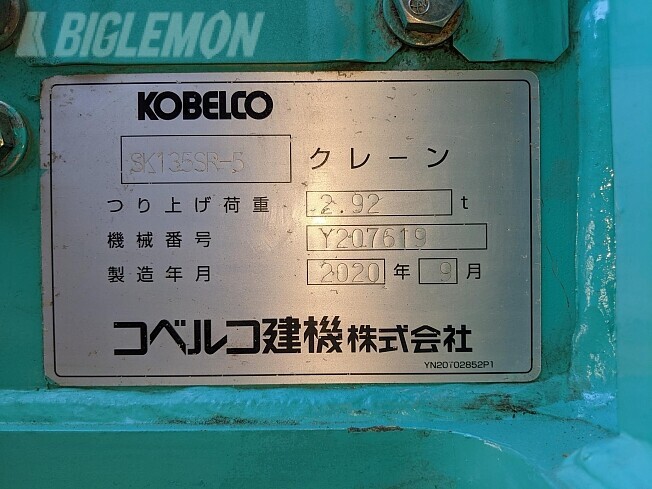 BIGLEMON
KOBELCO
SK135SR-5 クレーン
つり上げ荷重 2.92 t
機械番号 Y207619
製造年月 2020 年 9 月
コベルコ建機株式会社
YN20T02852P1